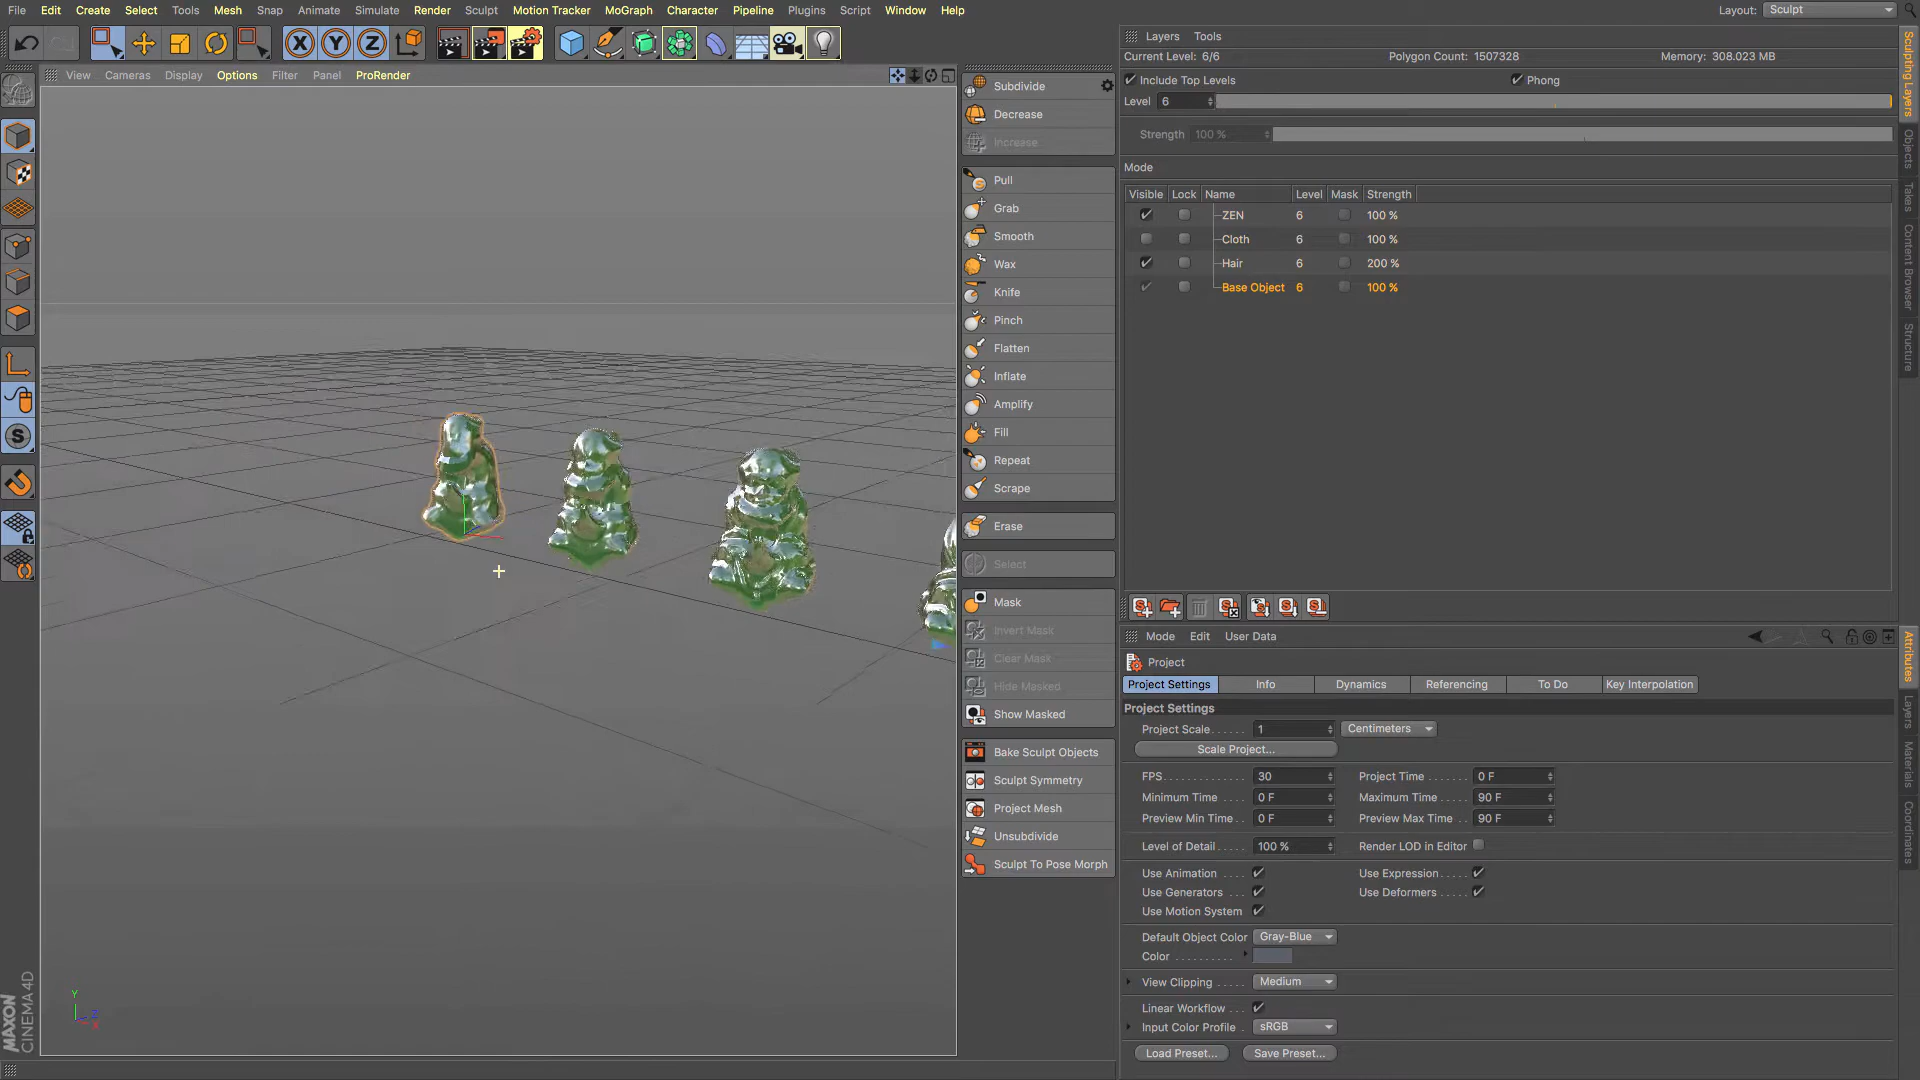 File Edit Create Select Tools Mesh Snap Animate Simulate Render Sculpt Motion Tracker MoGraph Character Pipeline Plugins Script Window Help
Layout: Sculpt
View Cameras Display Options Filter Panel ProRender
Subdivide
Decrease
Increase
Pull
Grab
Smooth
Wax
Knife
Pinch
Flatten
Inflate
Amplify
Fill
Repeat
Scrape
Erase
Select
Mask
Invert Mask
Clear Mask
Hide Masked
Show Masked
Bake Sculpt Objects
Sculpt Symmetry
Project Mesh
Unsubdivide
Sculpt To Pose Morph
Layers Tools
Current Level: 6/6 Polygon Count: 1507328 Memory: 308.023 MB
Include Top Levels Phong
Level 6
Strength 100 %
Mode
Visible Lock Name Level Mask Strength
ZEN 6 100 %
Cloth 6 100 %
Hair 6 200 %
Base Object 6 100 %
Mode Edit User Data
Project
Project Settings Info Dynamics Referencing To Do Key Interpolation
Project Settings
Project Scale 1 Centimeters
Scale Project...
FPS 30 Project Time 0 F
Minimum Time 0 F Maximum Time 90 F
Preview Min Time 0 F Preview Max Time 90 F
Level of Detail 100 % Render LOD in Editor
Use Animation Use Expression
Use Generators Use Deformers
Use Motion System
Default Object Color Gray-Blue
Color
View Clipping Medium
Linear Workflow
Input Color Profile sRGB
Load Preset... Save Preset...
Sculpting Layers
Objects
Takes
Content Browser
Structure
Attributes
Layers
Materials
Coordinates
MAXON
CINEMA 4D
Y
Z
X